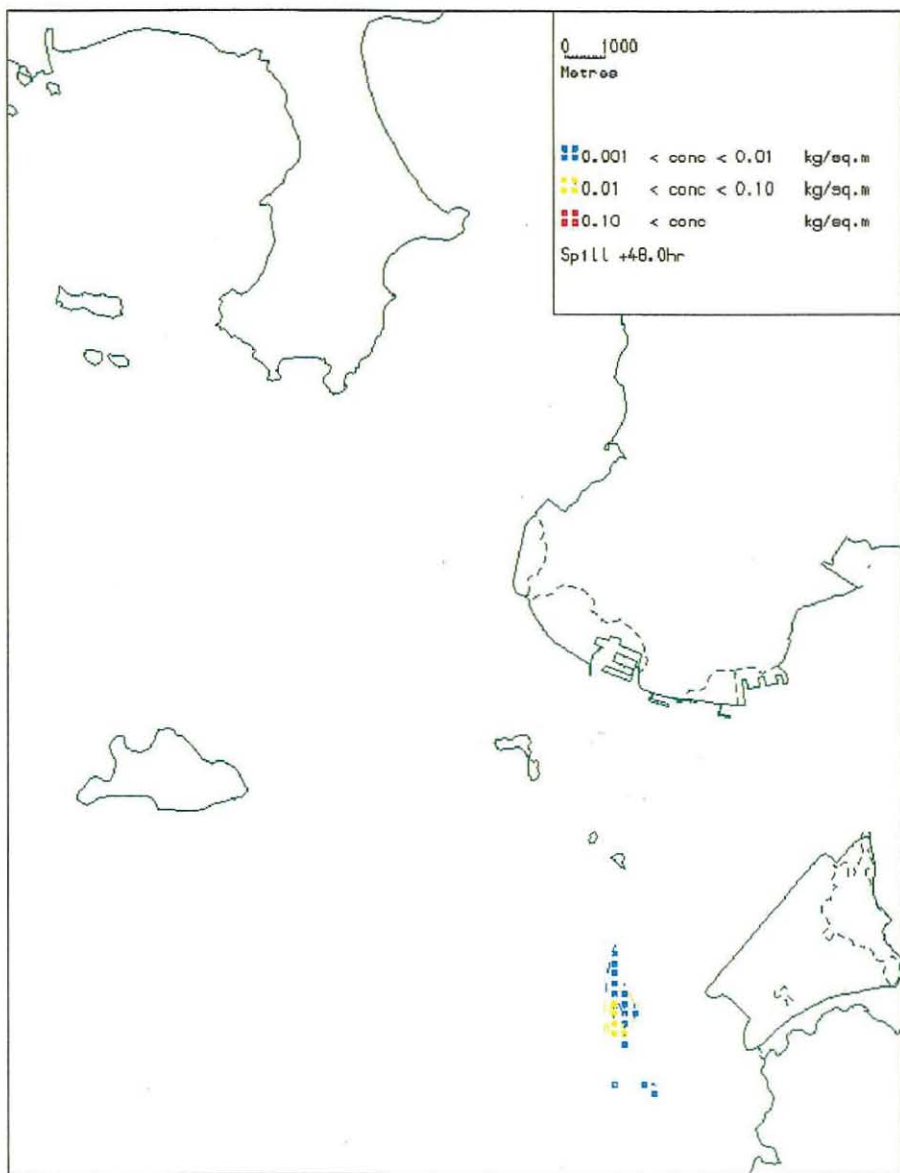 0 1000
Metres
0.001 < conc < 0.01 kg/sq.m
0.01 < conc < 0.10 kg/sq.m
0.10 < conc kg/sq.m
Spill +48.0hr